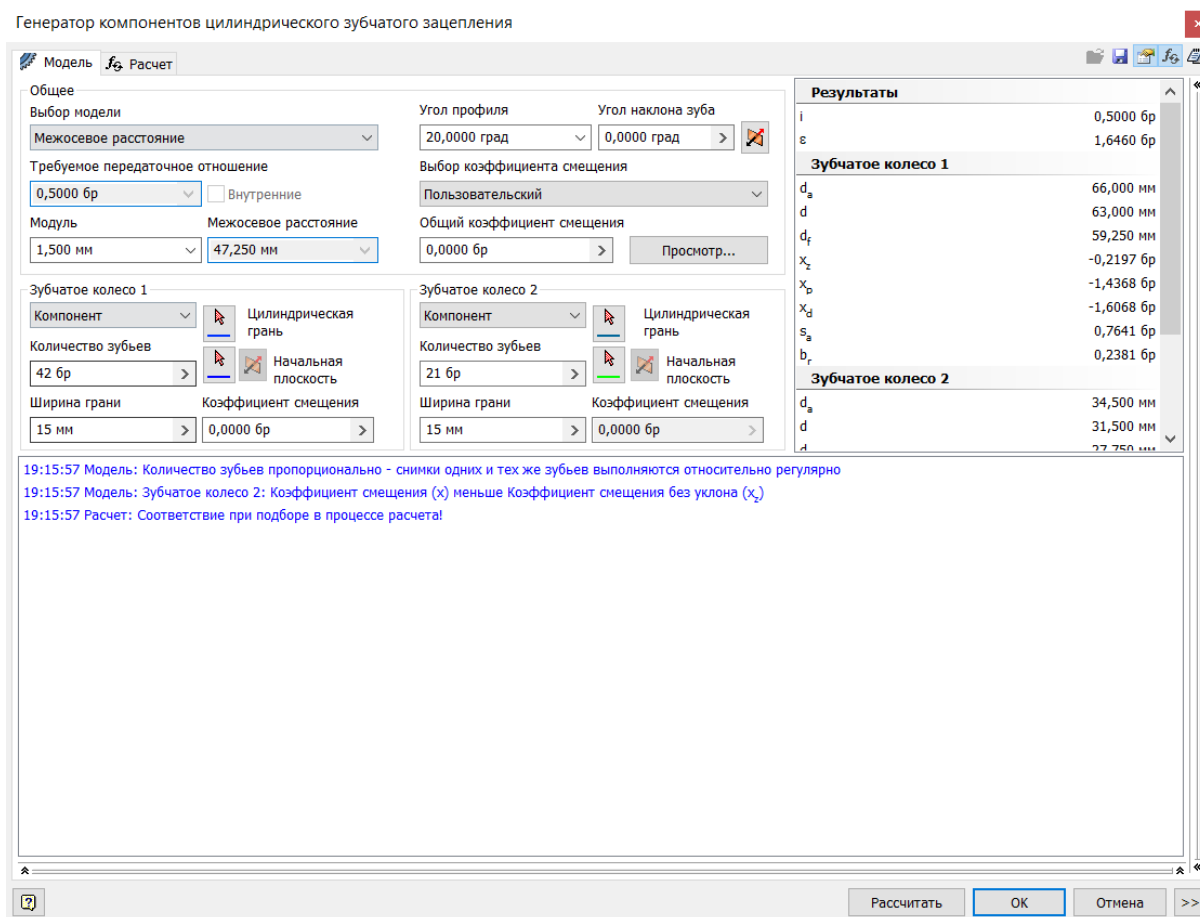 Генератор компонентов цилиндрического зубчатого зацепления
Модель
Расчет
Общее
Выбор модели
Межосевое расстояние
Требуемое передаточное отношение
0,5000 бр
Внутренние
Модуль
Межосевое расстояние
1,500 мм
47,250 мм
Угол профиля
Угол наклона зуба
20,0000 град
0,0000 град
Выбор коэффициента смещения
Пользовательский
Общий коэффициент смещения
0,0000 бр
Просмотр...
Зубчатое колесо 1
Компонент
Цилиндрическая
грань
Количество зубьев
42 бр
Начальная
плоскость
Ширина грани
Коэффициент смещения
15 мм
0,0000 бр
Зубчатое колесо 2
Компонент
Цилиндрическая
грань
Количество зубьев
21 бр
Начальная
плоскость
Ширина грани
Коэффициент смещения
15 мм
0,0000 бр
Результаты
i 0,5000 бр
ε 1,6460 бр
Зубчатое колесо 1
da 66,000 мм
d 63,000 мм
df 59,250 мм
xz -0,2197 бр
xp -1,4368 бр
xd -1,6068 бр
sa 0,7641 бр
br 0,2381 бр
Зубчатое колесо 2
da 34,500 мм
d 31,500 мм
d 27,750 мм
19:15:57 Модель: Количество зубьев пропорционально - снимки одних и тех же зубьев выполняются относительно регулярно
19:15:57 Модель: Зубчатое колесо 2: Коэффициент смещения (x) меньше Коэффициент смещения без уклона (xz)
19:15:57 Расчет: Соответствие при подборе в процессе расчета!
Рассчитать
ОК
Отмена
>>